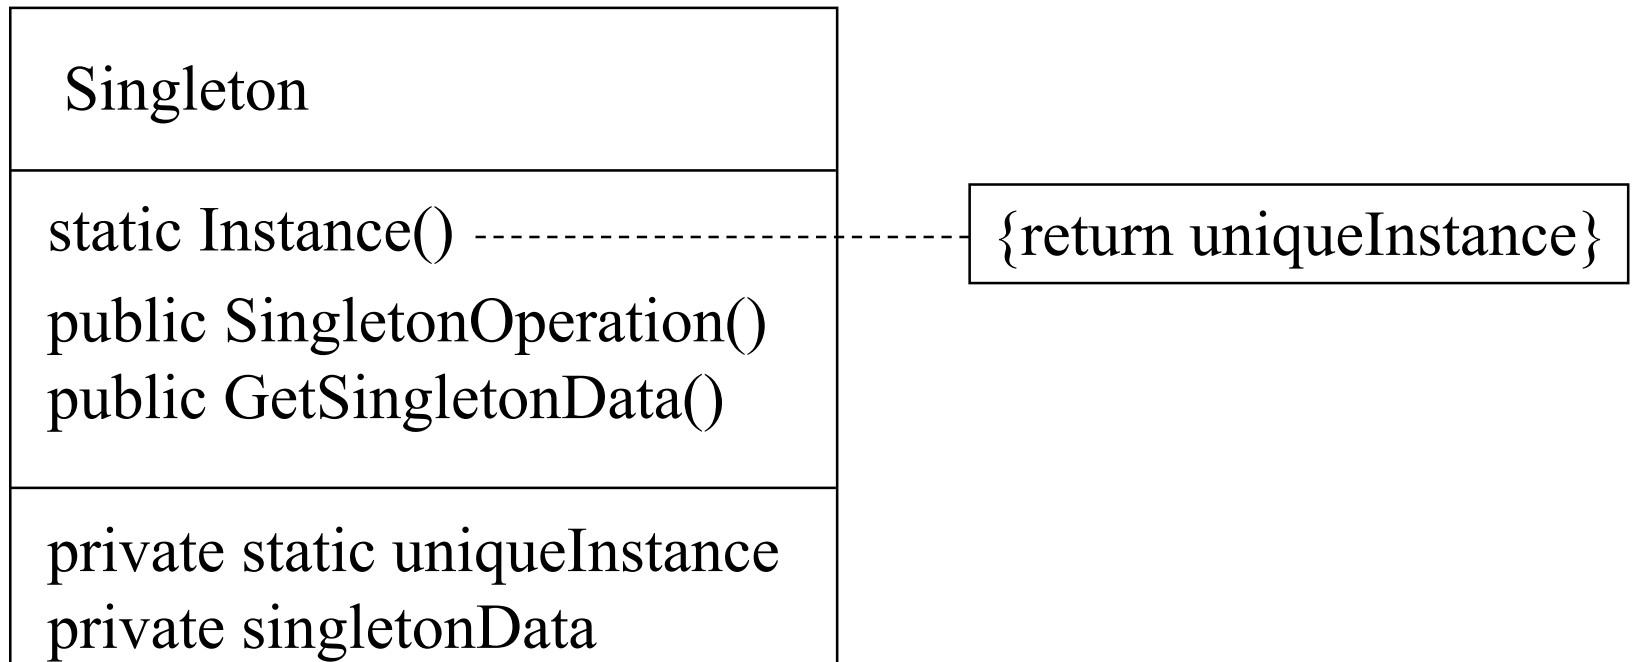 Singleton
static Instance()
{return uniqueInstance}
public SingletonOperation()
public GetSingletonData()
private static uniqueInstance
private singletonData